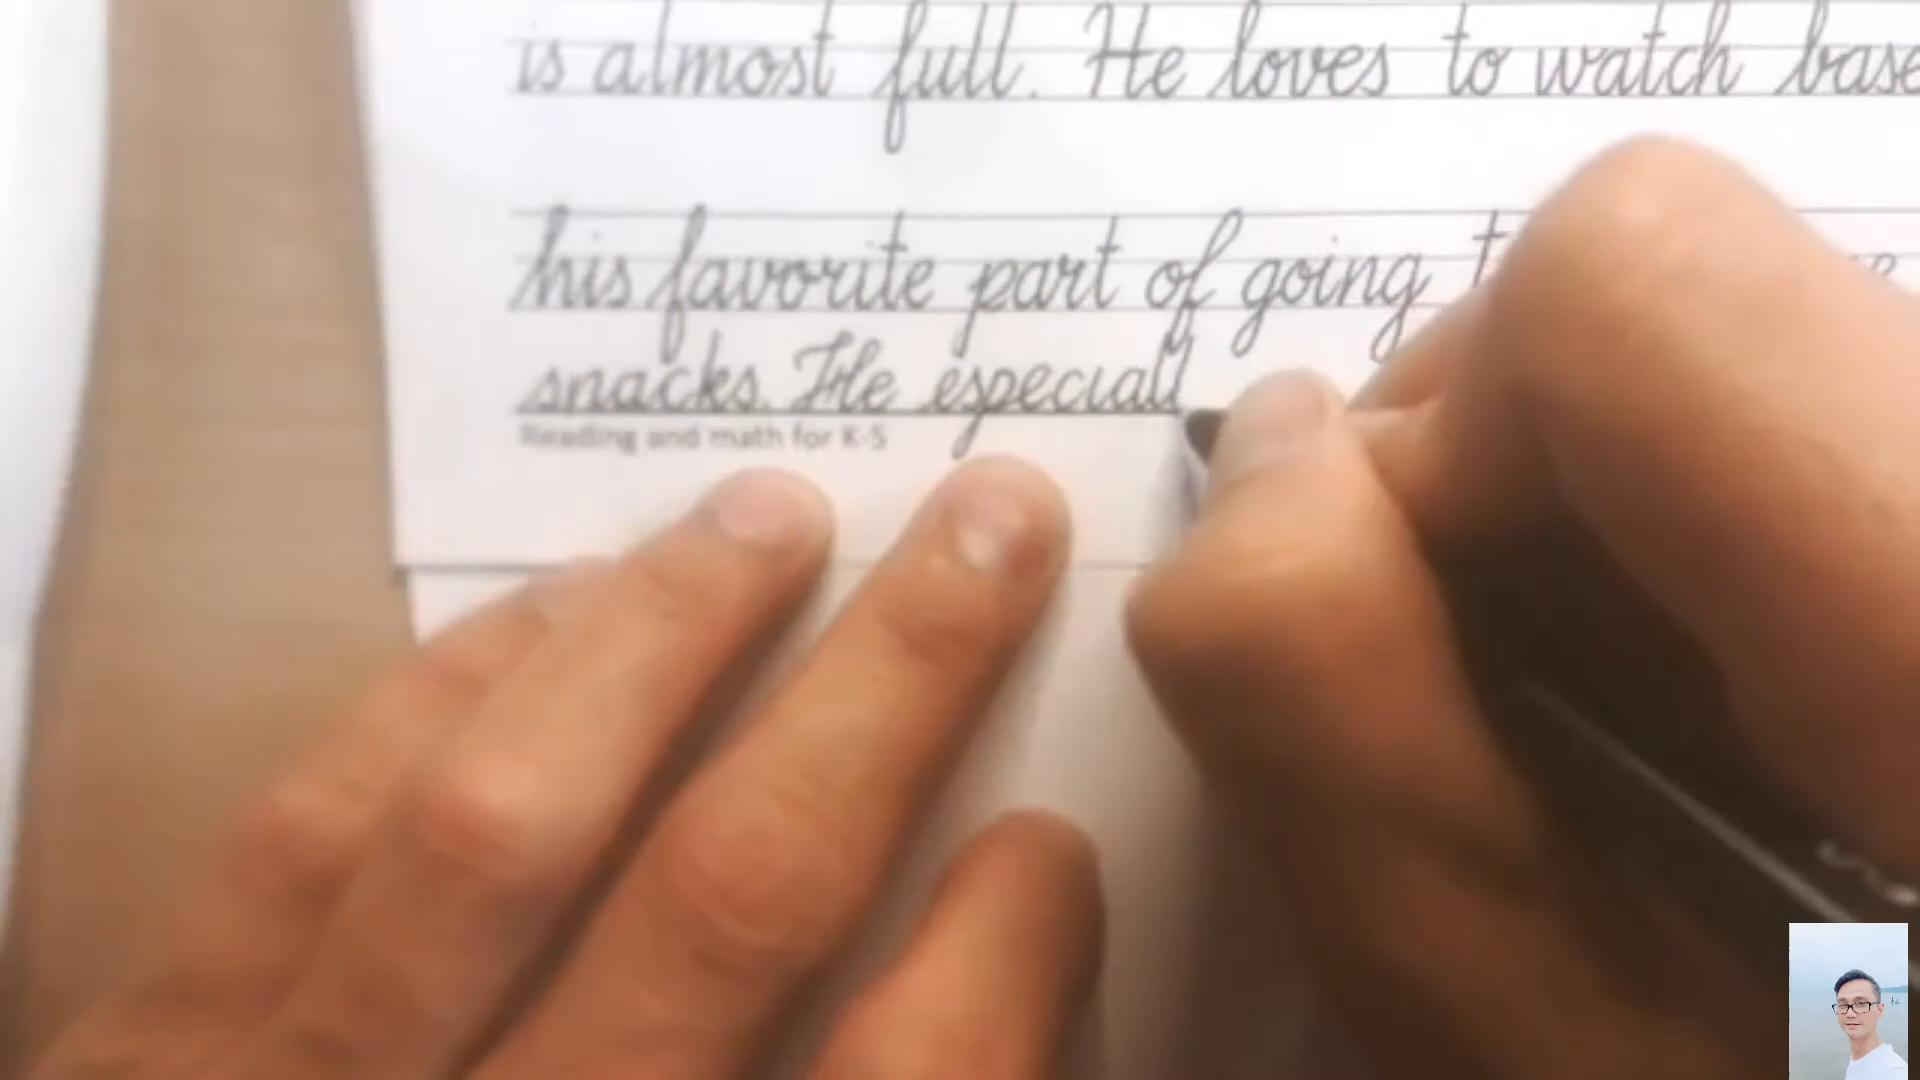 is almost full. He loves to watch base
his favorite part of going t
snacks. He especiall
Reading and math for K-5